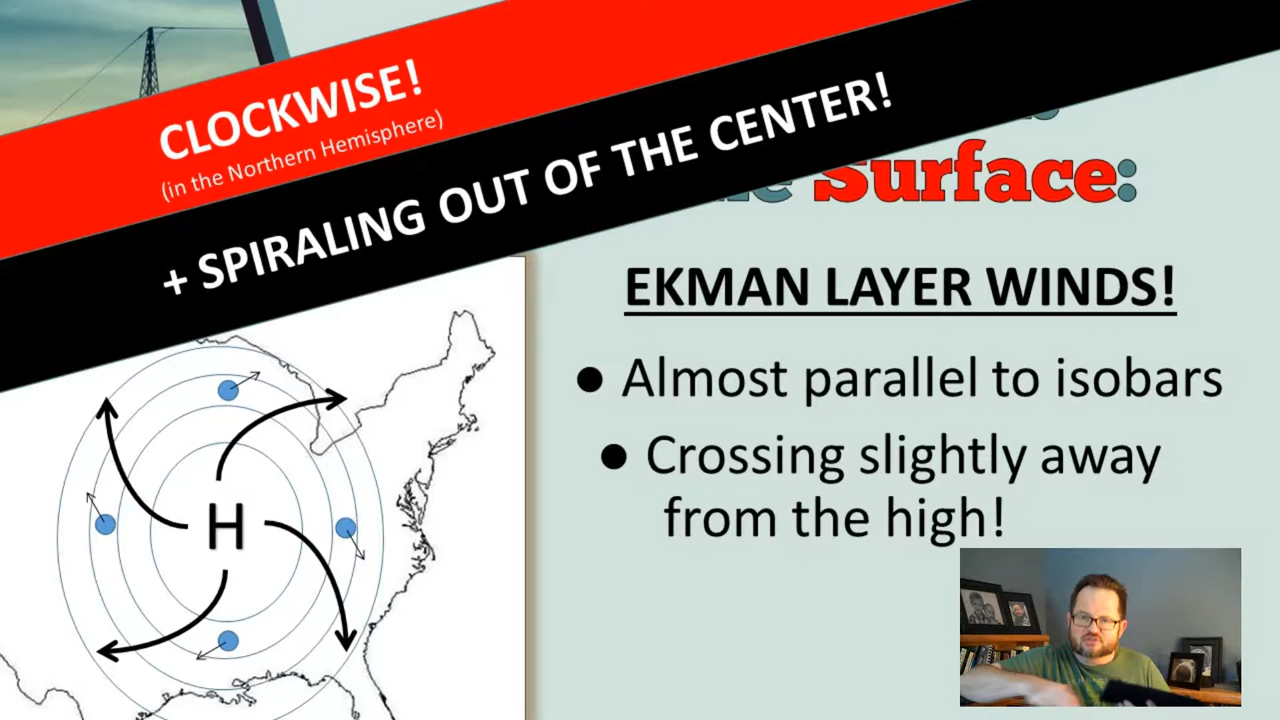 CLOCKWISE!
(in the Northern Hemisphere)
+ SPIRALING OUT OF THE CENTER!
Surface:
EKMAN LAYER WINDS!
● Almost parallel to isobars
● Crossing slightly away
from the high!
H